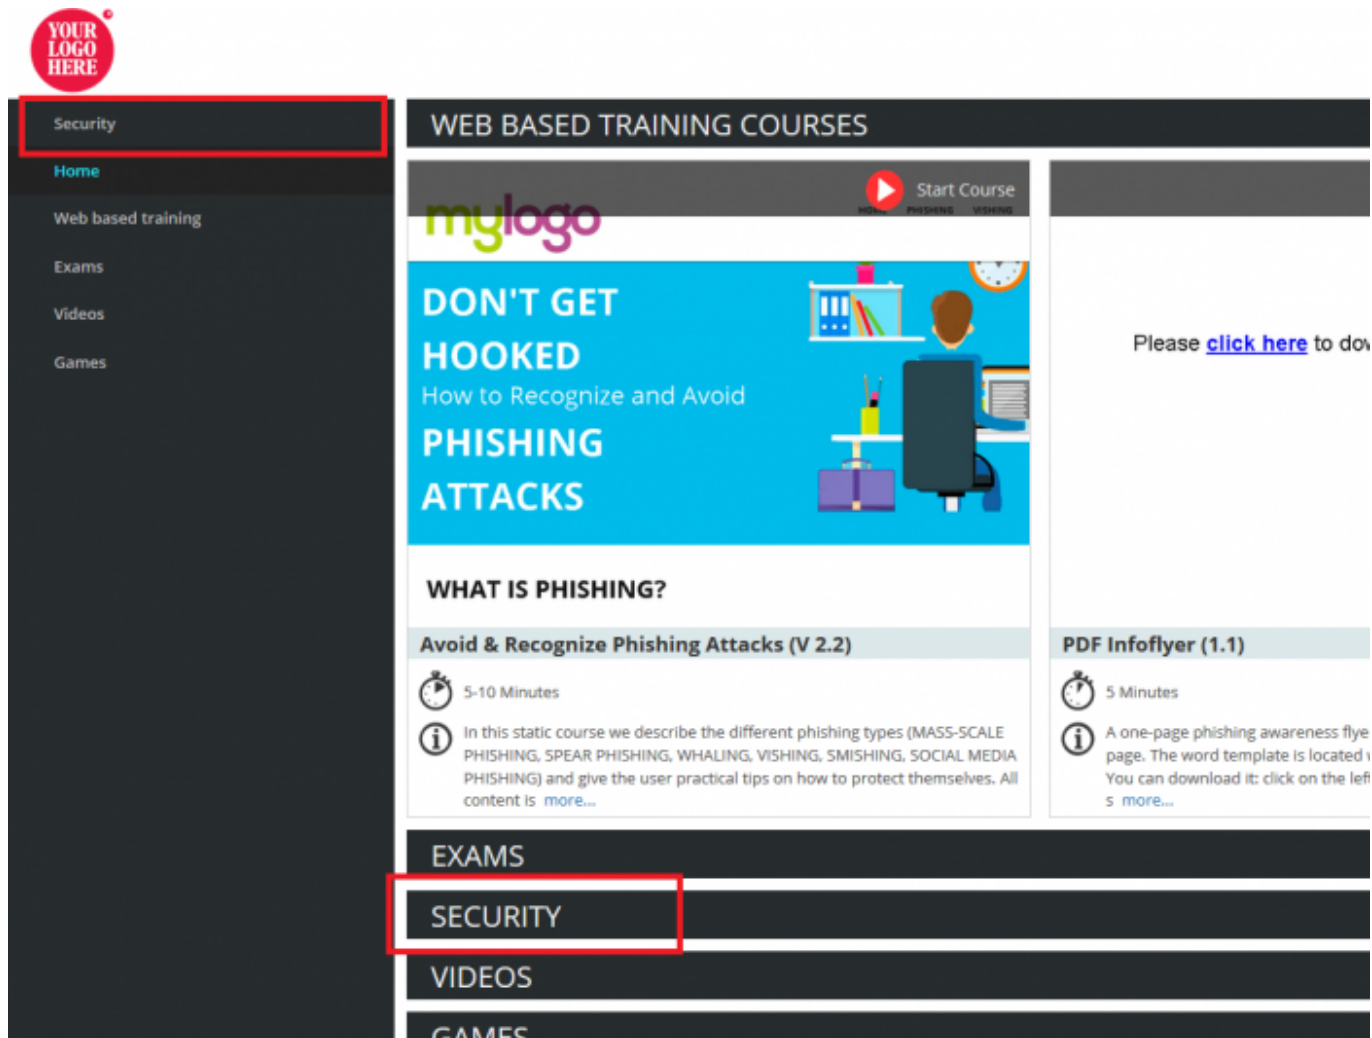 YOUR
LOGO
HERE
Security
Home
Web based training
Exams
Videos
Games
WEB BASED TRAINING COURSES
Start Course
mylogo
HOME PHISHING VISHING
DON'T GET
HOOKED
How to Recognize and Avoid
PHISHING
ATTACKS
WHAT IS PHISHING?
Avoid & Recognize Phishing Attacks (V 2.2)
5-10 Minutes
In this static course we describe the different phishing types (MASS-SCALE
PHISHING, SPEAR PHISHING, WHALING, VISHING, SMISHING, SOCIAL MEDIA
PHISHING) and give the user practical tips on how to protect themselves. All
content is more...
Please click here to dow
PDF Infoflyer (1.1)
5 Minutes
A one-page phishing awareness flye
page. The word template is located w
You can download it: click on the left
s more...
EXAMS
SECURITY
VIDEOS
GAMES